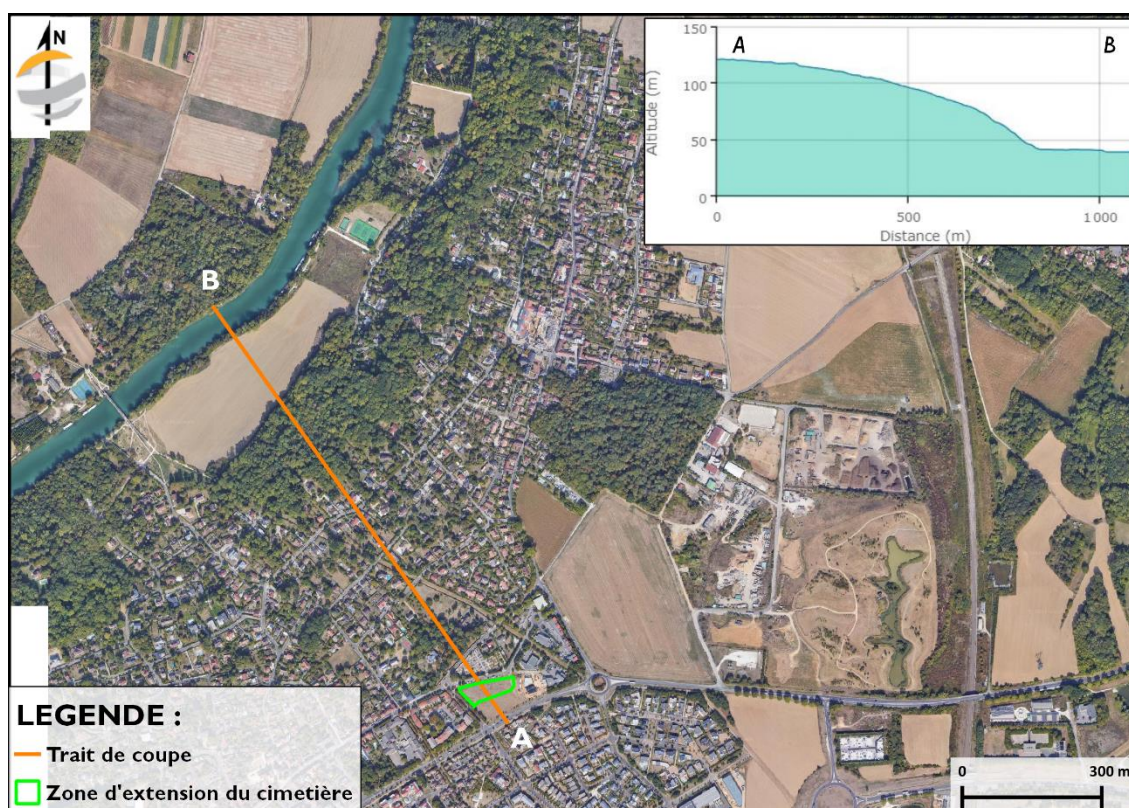 N
150
A
B
100
Altitude (m)
50
0
0
500
1 000
Distance (m)
B
A
LEGENDE :
Trait de coupe
Zone d'extension du cimetière
0
300 m